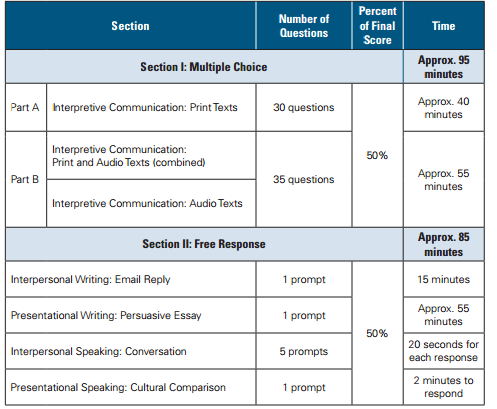 Section
Number of
Questions
Percent
of Final
Score
Time
Section I: Multiple Choice
Approx. 95
minutes
Part A
Interpretive Communication: Print Texts
30 questions
50%
Approx. 40
minutes
Part B
Interpretive Communication:
Print and Audio Texts (combined)
Interpretive Communication: Audio Texts
35 questions
Approx. 55
minutes
Section II: Free Response
Approx. 85
minutes
Interpersonal Writing: Email Reply
1 prompt
50%
15 minutes
Presentational Writing: Persuasive Essay
1 prompt
Approx. 55
minutes
Interpersonal Speaking: Conversation
5 prompts
20 seconds for
each response
Presentational Speaking: Cultural Comparison
1 prompt
2 minutes to
respond